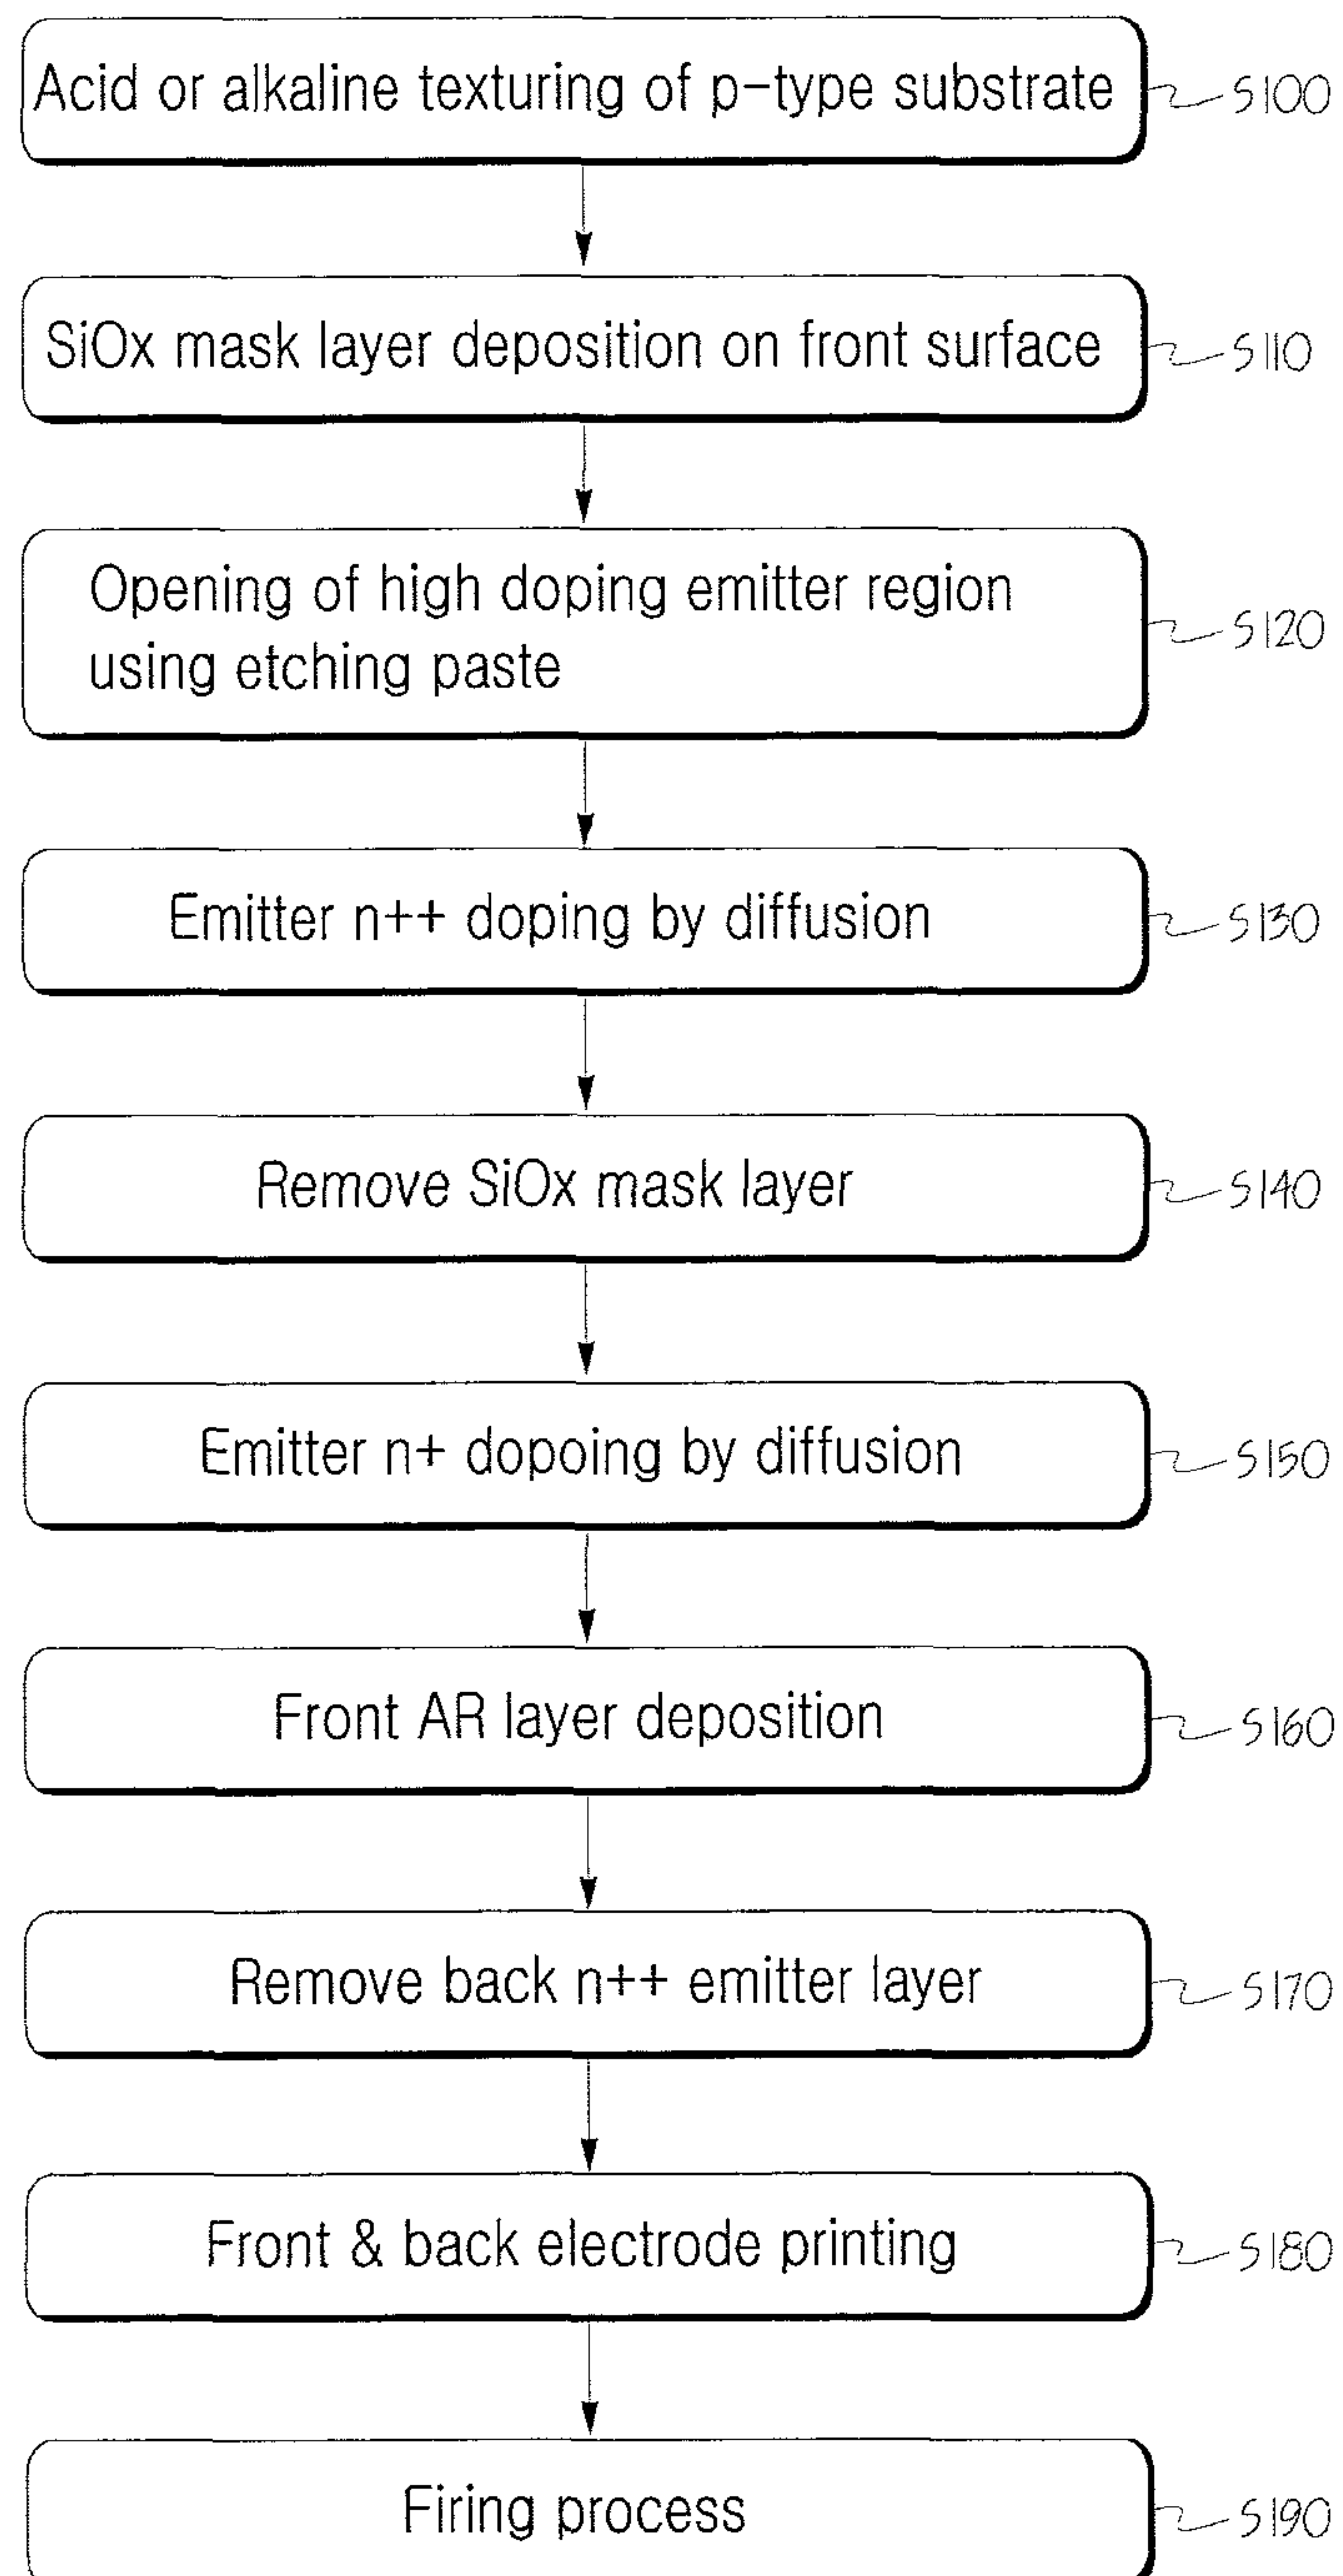 Acid or alkaline texturing of p-type substrate
S100
SiOx mask layer deposition on front surface
S110
Opening of high doping emitter region
using etching paste
S120
Emitter n++ doping by diffusion
S130
Remove SiOx mask layer
S140
Emitter n+ dopoing by diffusion
S150
Front AR layer deposition
S160
Remove back n++ emitter layer
S170
Front & back electrode printing
S180
Firing process
S190